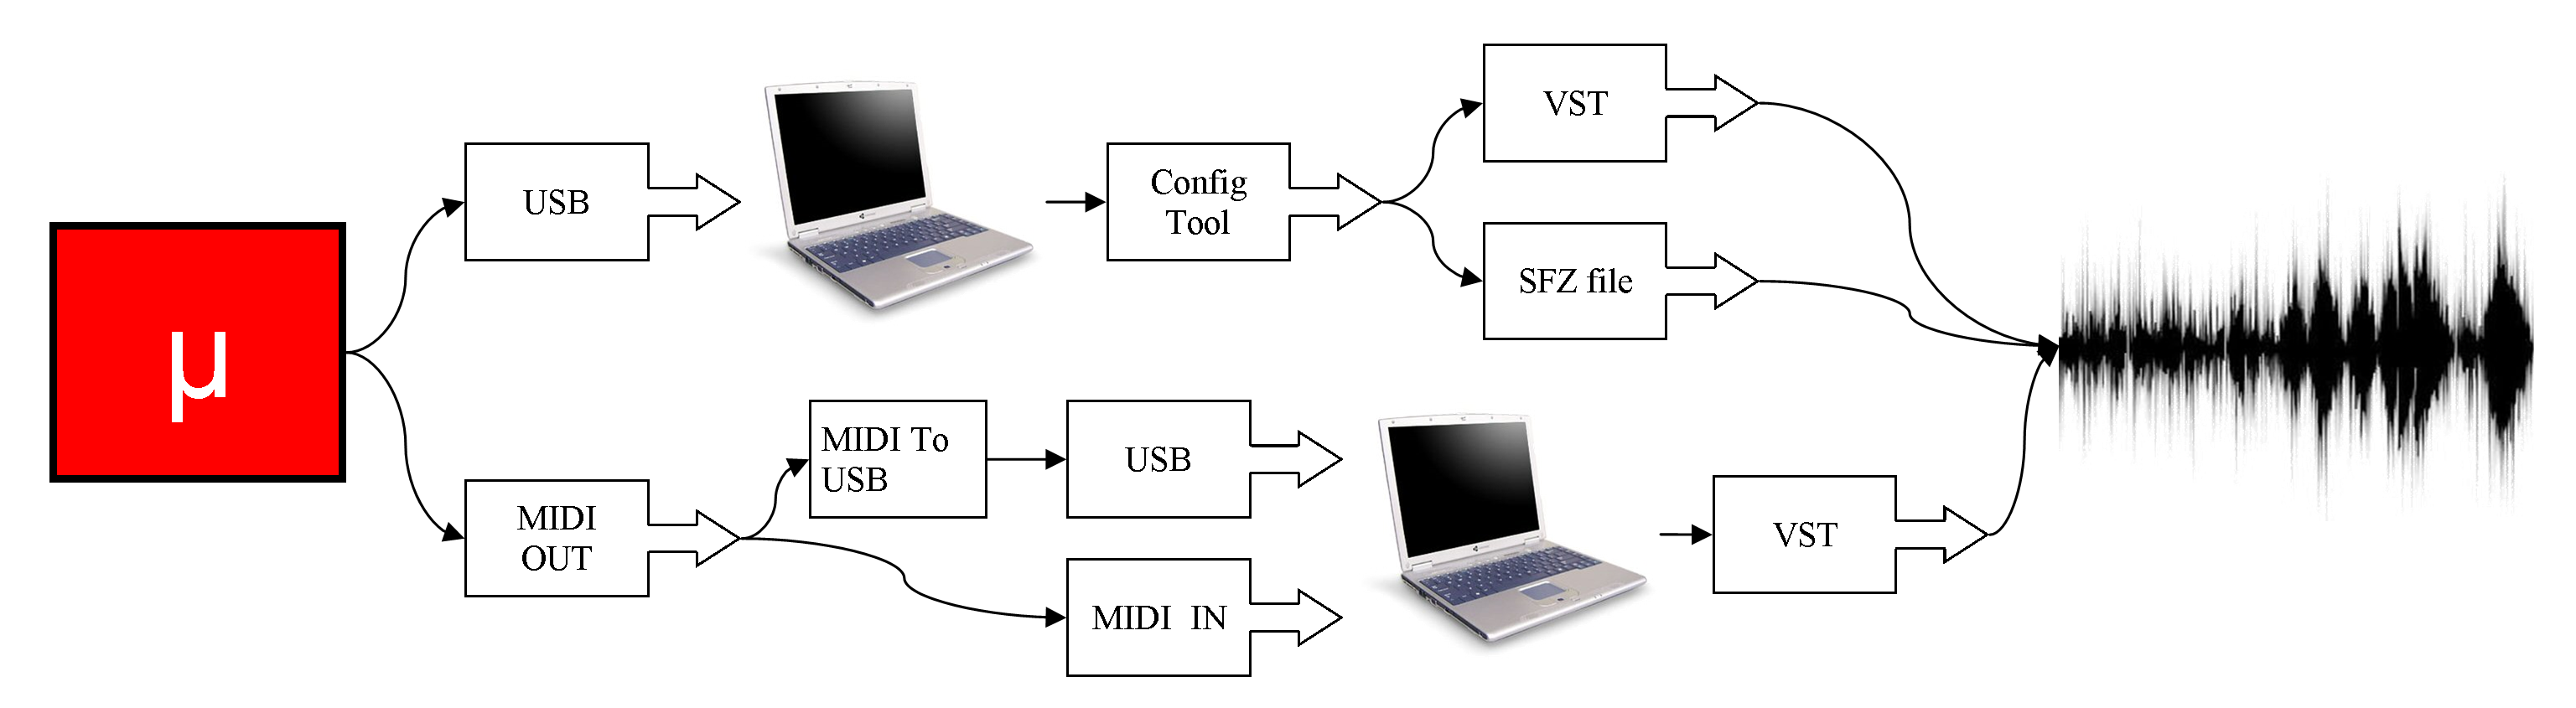 µ
USB
Config
Tool
VST
SFZ file
MIDI
OUT
MIDI To
USB
USB
MIDI  IN
VST